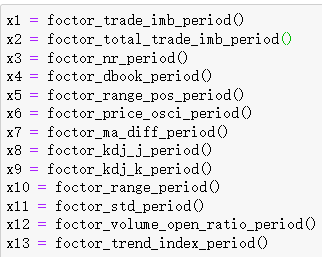 x1 = foctor_trade_imb_period()
x2 = foctor_total_trade_imb_period()
x3 = foctor_nr_period()
x4 = foctor_dbook_period()
x5 = foctor_range_pos_period()
x6 = foctor_price_osci_period()
x7 = foctor_ma_diff_period()
x8 = foctor_kdj_j_period()
x9 = foctor_kdj_k_period()
x10 = foctor_range_period()
x11 = foctor_std_period()
x12 = foctor_volume_open_ratio_period()
x13 = foctor_trend_index_period()